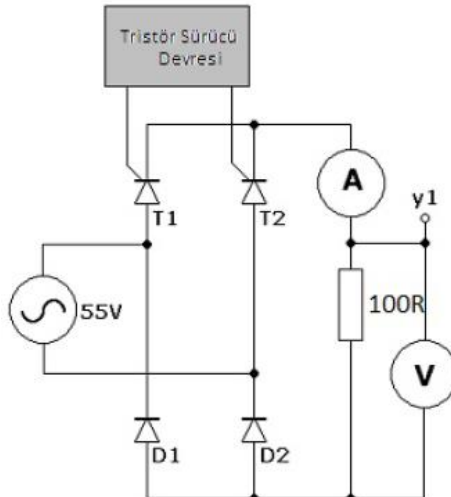 Tristör Sürücü
Devresi
T1
T2
A
y1
55V
100R
V
D1
D2